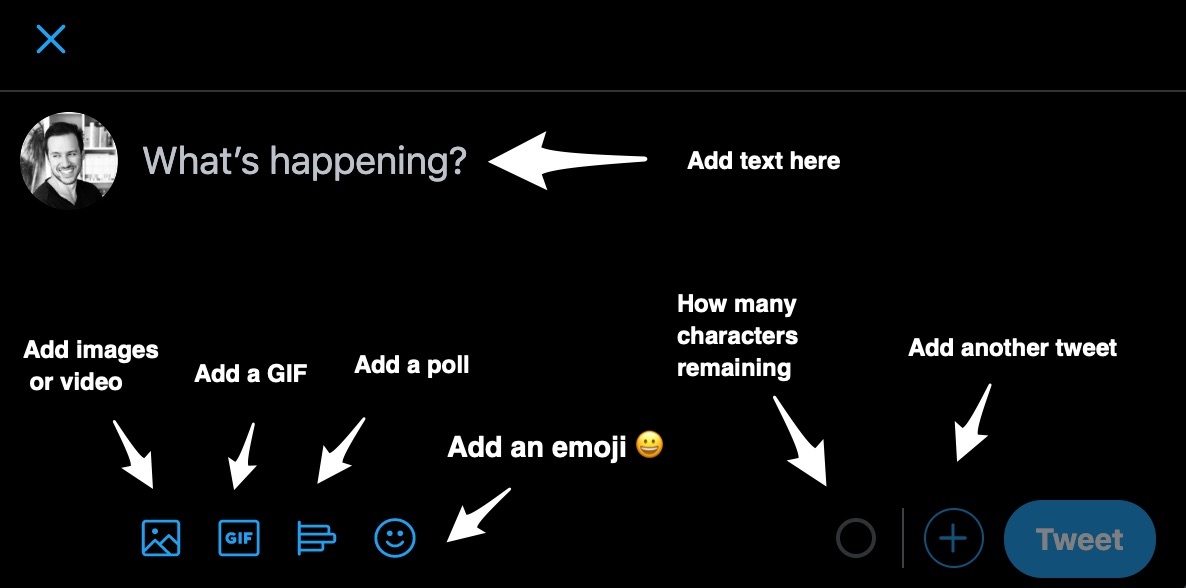 What's happening?
Add text here
How many
characters
remaining
Add images
or video
Add a GIF
Add a poll
Add another tweet
Add an emoji 😀
GIF
Tweet